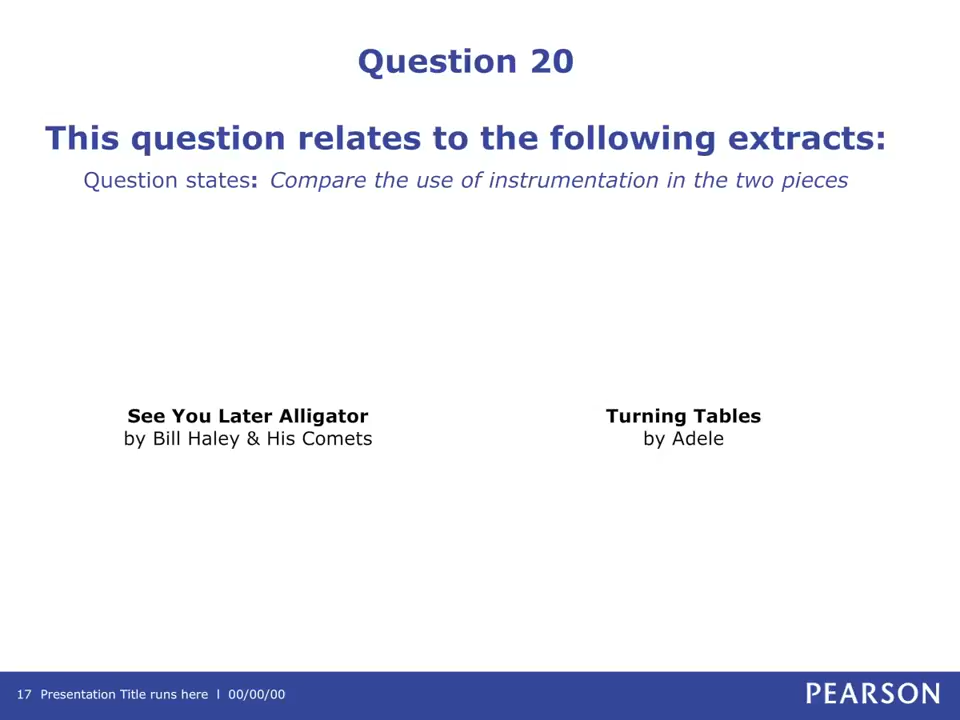 Question 20
This question relates to the following extracts:
Question states: Compare the use of instrumentation in the two pieces
See You Later Alligator
by Bill Haley & His Comets
Turning Tables
by Adele
17 Presentation Title runs here l 00/00/00
PEARSON